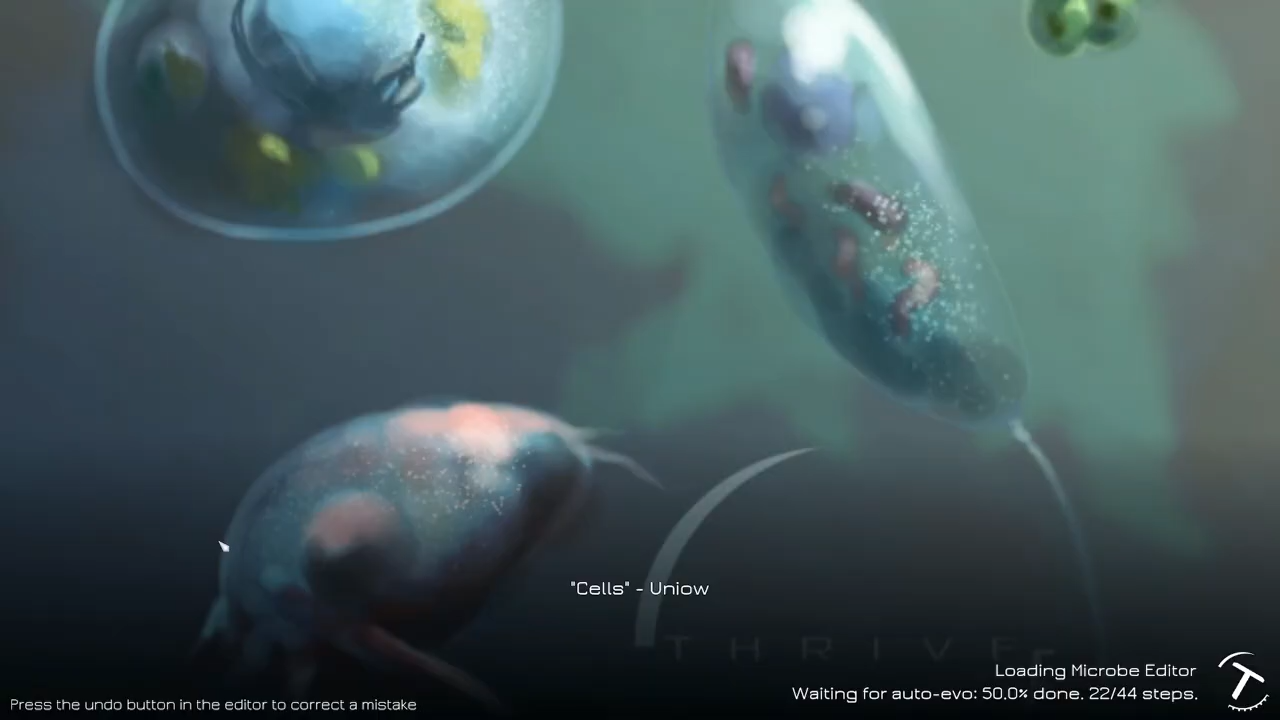 "Cells" - Uniow
THRIVE
Loading Microbe Editor
Waiting for auto-evo: 50.0% done. 22/44 steps.
Press the undo button in the editor to correct a mistake